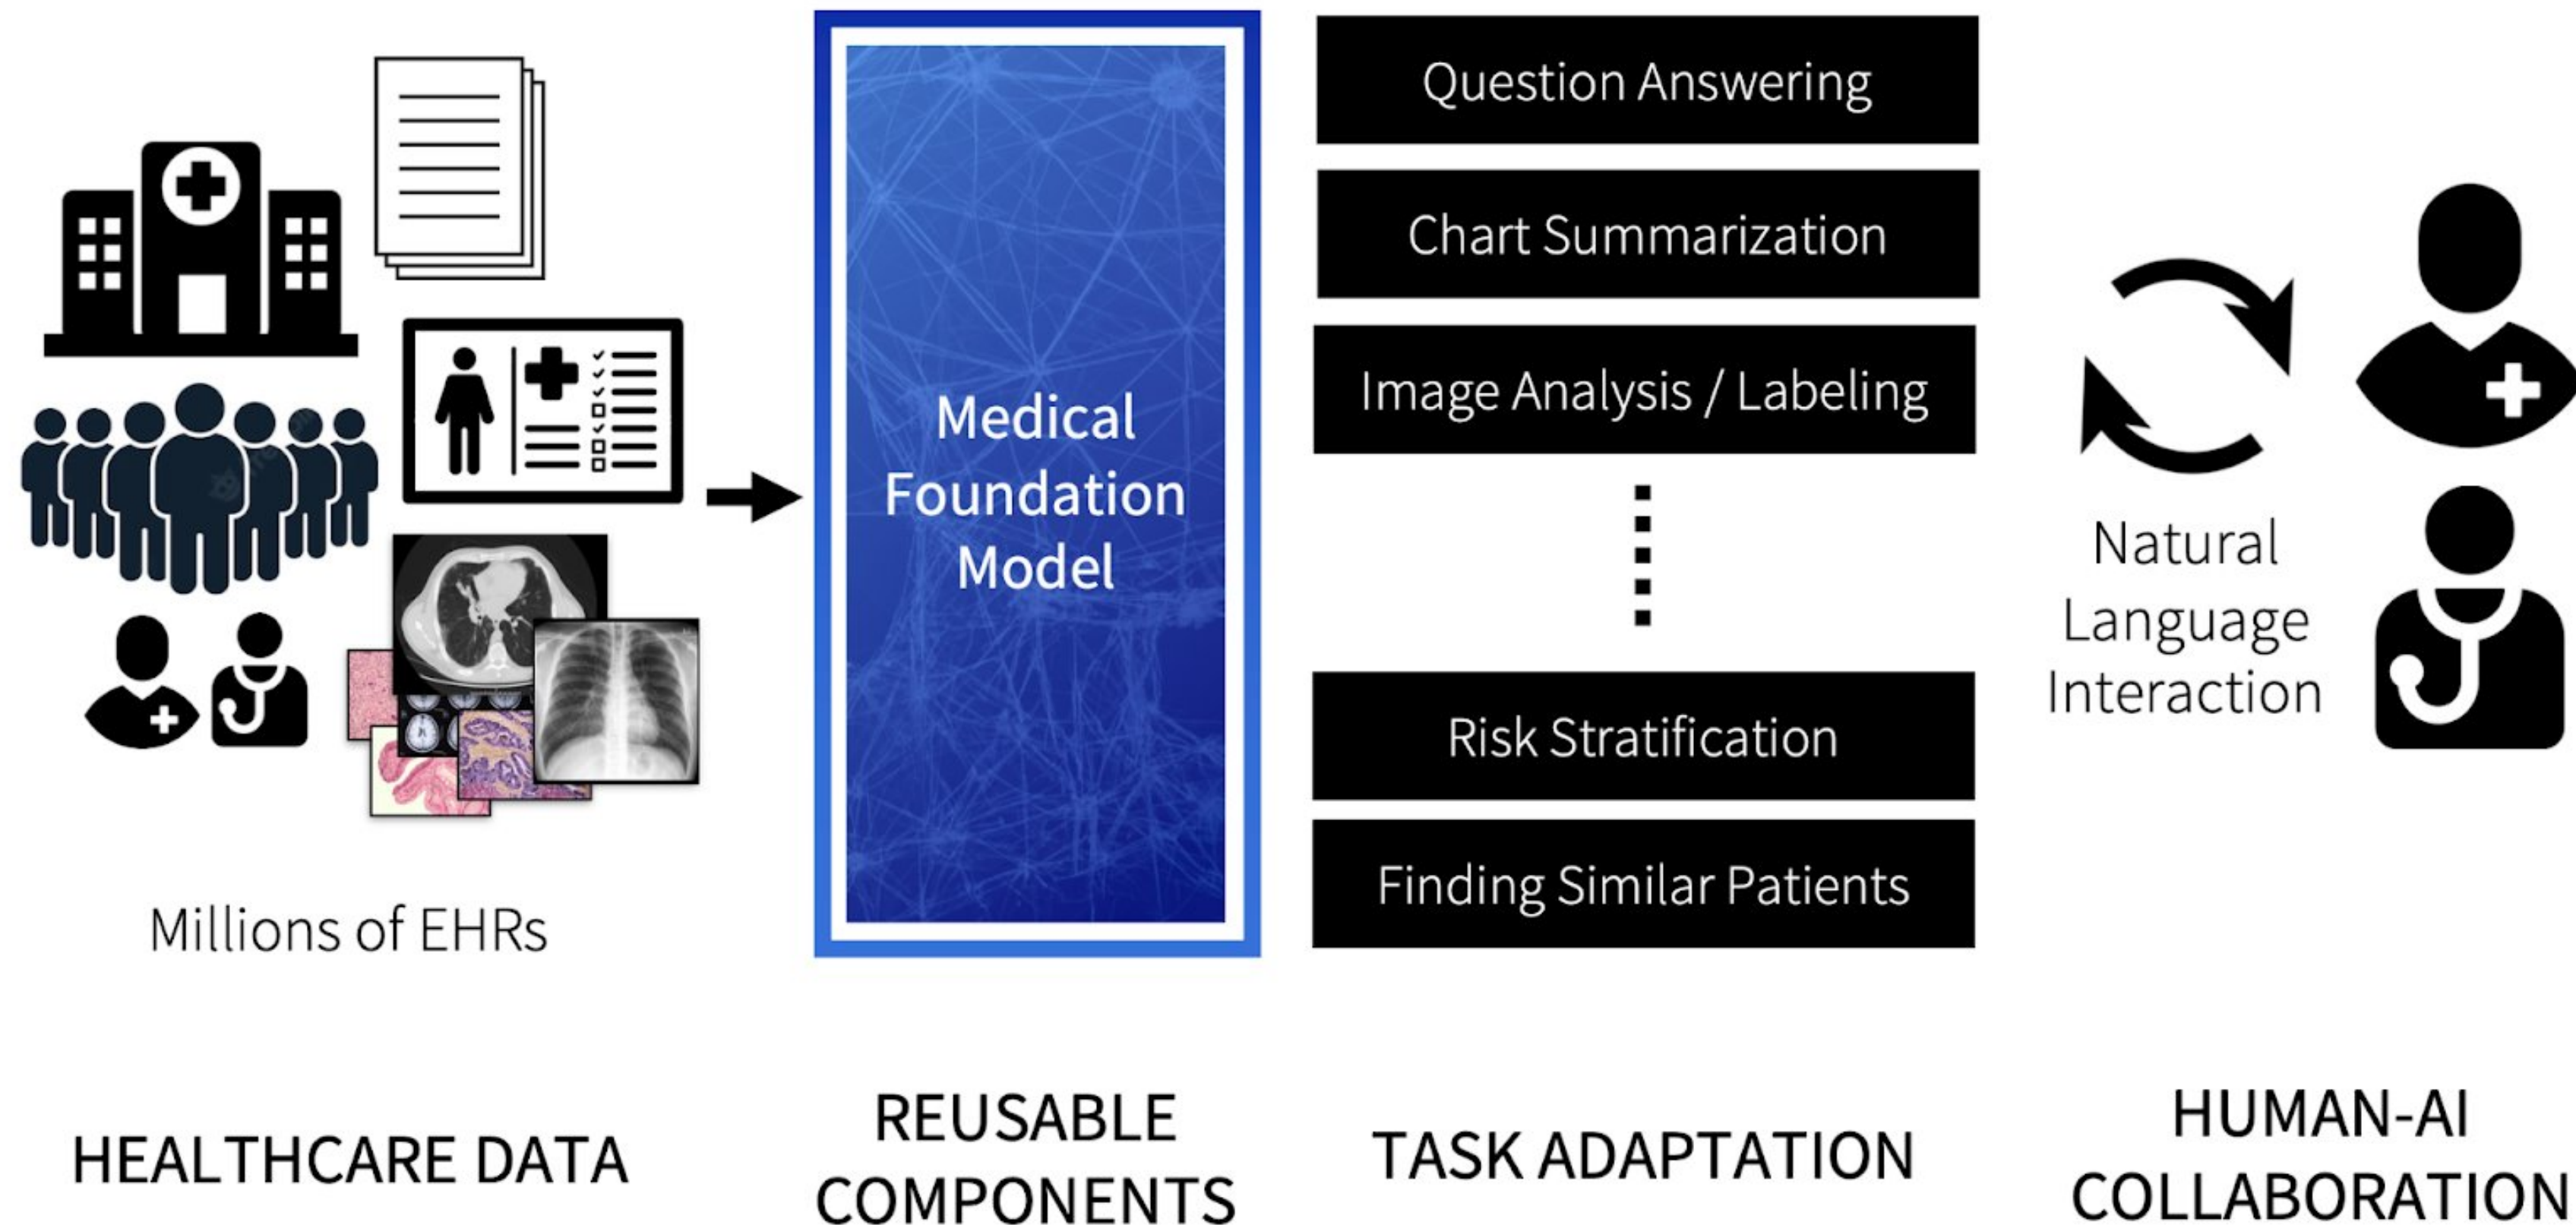 Millions of EHRs
HEALTHCARE DATA
Medical
Foundation
Model
REUSABLE
COMPONENTS
Question Answering
Chart Summarization
Image Analysis / Labeling
Risk Stratification
Finding Similar Patients
TASK ADAPTATION
Natural
Language
Interaction
HUMAN-AI
COLLABORATION